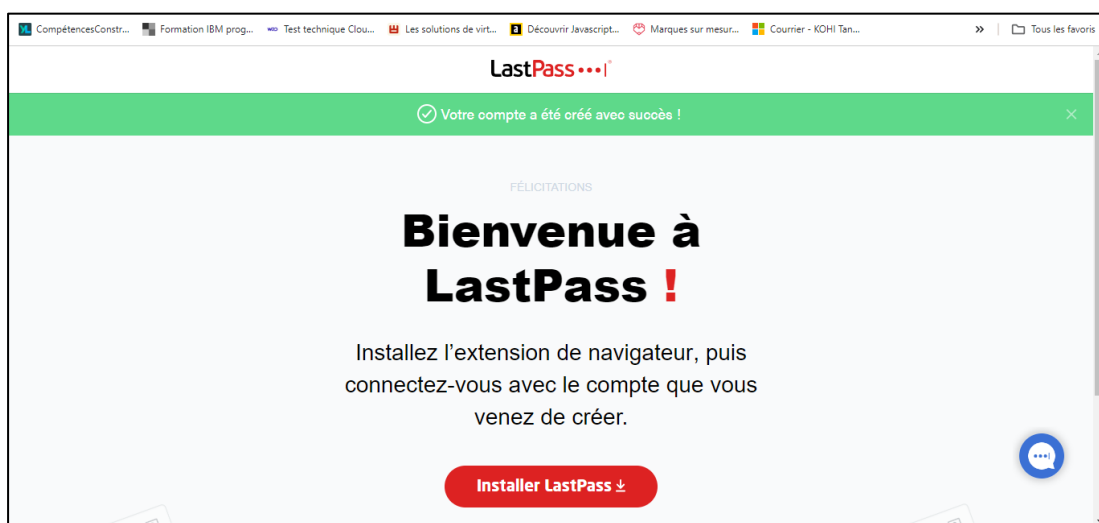 CompétencesConstr... Formation IBM prog... Test technique Clou... Les solutions de virt... Découvrir Javascript... Marques sur mesur... Courrier - KOHI Tan... » Tous les favoris
LastPass
Votre compte a été créé avec succès !
FÉLICITATIONS
Bienvenue à
LastPass !
Installez l’extension de navigateur, puis
connectez-vous avec le compte que vous
venez de créer.
Installer LastPass